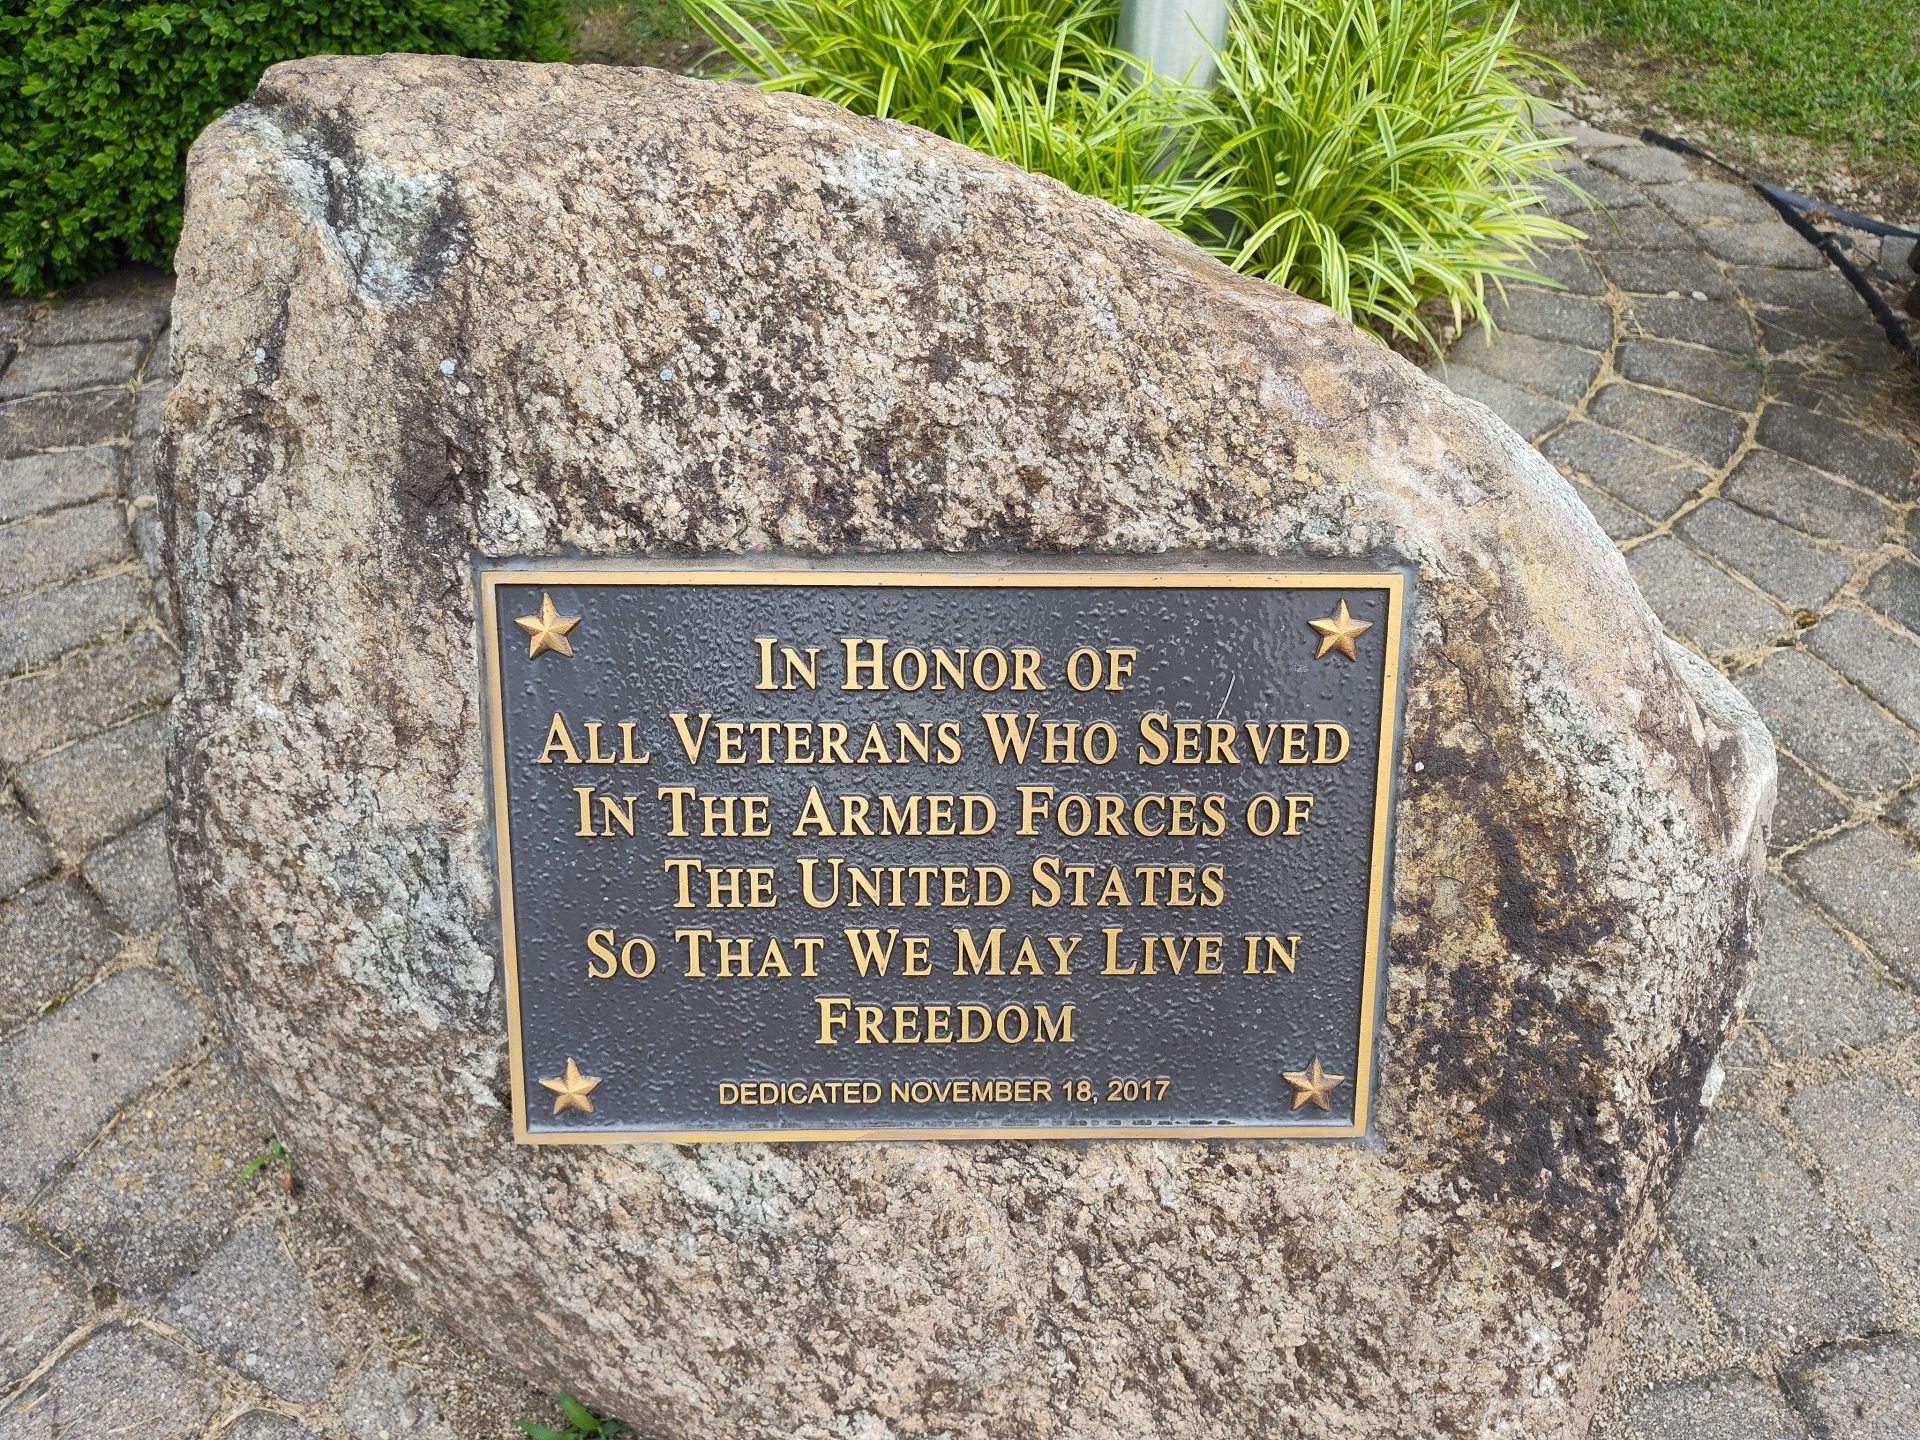 In Honor of
All Veterans Who Served
In The Armed Forces of
The United States
So That We May Live in
Freedom
DEDICATED NOVEMBER 18, 2017